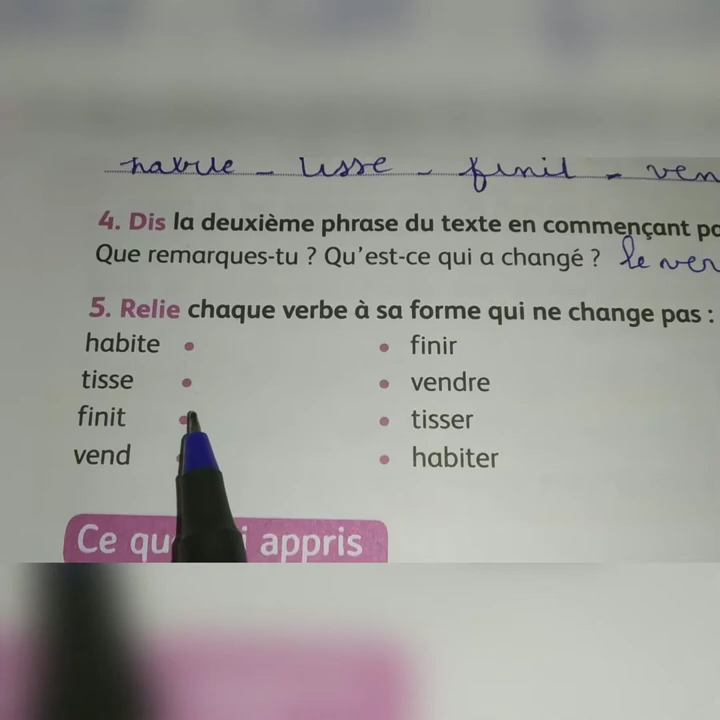 habite - tisse - finit - ven
4. Dis la deuxième phrase du texte en commençant pa
Que remarques-tu ? Qu'est-ce qui a changé ? le ver
5. Relie chaque verbe à sa forme qui ne change pas :
habite • • finir
tisse • • vendre
finit • • tisser
vend • • habiter
Ce qu i appris